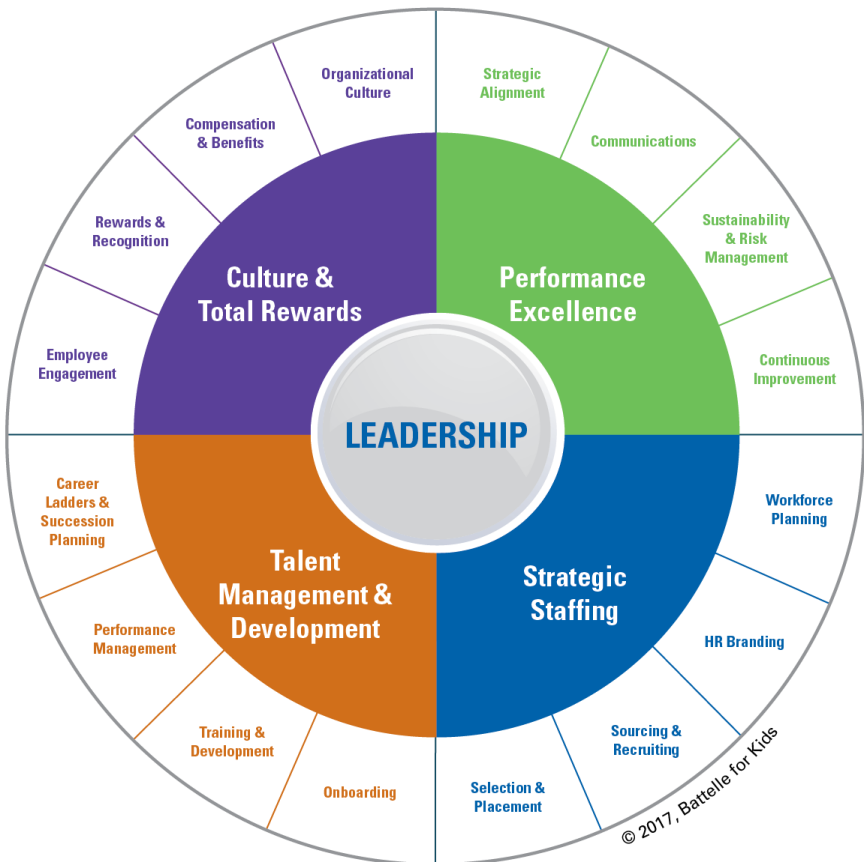 Organizational
Culture
Strategic
Alignment
Compensation
& Benefits
Communications
Rewards &
Recognition
Sustainability
& Risk
Management
Culture &
Total Rewards
Performance
Excellence
Employee
Engagement
Continuous
Improvement
LEADERSHIP
Career
Ladders &
Succession
Planning
Workforce
Planning
Talent
Management &
Development
Strategic
Staffing
Performance
Management
HR Branding
Training &
Development
Sourcing &
Recruiting
Onboarding
Selection &
Placement
© 2017, Battelle for Kids